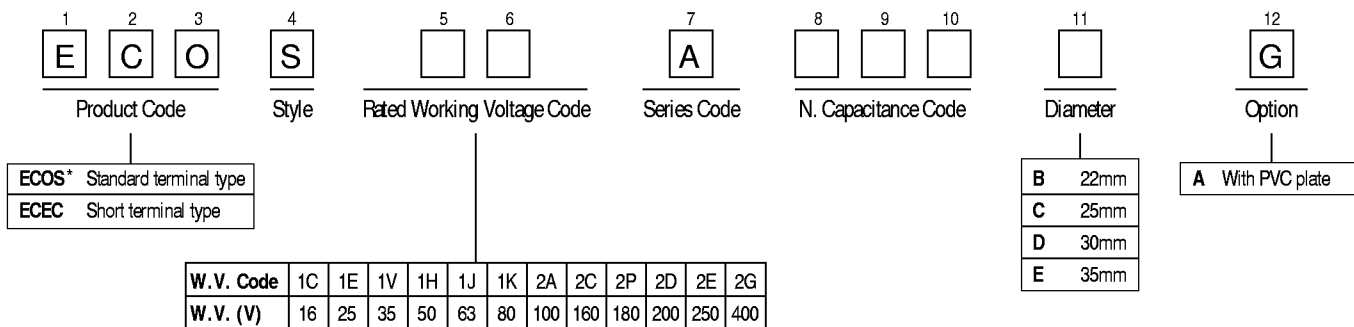 1 2 3 4 5 6 7 8 9 10 11 12
E C O S A G
Product Code Style Rated Working Voltage Code Series Code N. Capacitance Code Diameter Option
ECOS* Standard terminal type
ECEC Short terminal type
B 22mm
C 25mm
D 30mm
E 35mm
A With PVC plate
W.V. Code 1C 1E 1V 1H 1J 1K 2A 2C 2P 2D 2E 2G
W.V. (V) 16 25 35 50 63 80 100 160 180 200 250 400